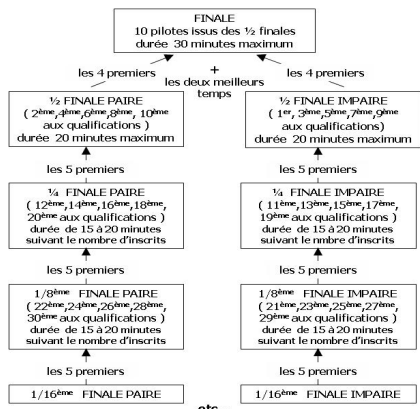 FINALE
10 pilotes issus des ½ finales
durée 30 minutes maximum
les 4 premiers
+
les deux meilleurs
temps
les 4 premiers
½ FINALE PAIRE
( 2ème,4ème,6ème,8ème, 10ème
aux qualifications )
durée 20 minutes maximum
½ FINALE IMPAIRE
( 1er, 3ème,5ème,7ème,9ème
aux qualifications)
durée 20 minutes maximum
les 5 premiers
les 5 premiers
¼ FINALE PAIRE
( 12ème,14ème,16ème,18ème,
20ème aux qualifications )
durée de 15 à 20 minutes
suivant le nombre d'inscrits
¼ FINALE IMPAIRE
( 11ème,13ème,15ème,17ème,
19ème aux qualifications )
durée de 15 à 20 minutes
suivant le nmbre d'inscrits
les 5 premiers
les 5 premiers
1/8ème FINALE PAIRE
( 22ème,24ème,26ème,28ème,
30ème aux qualifications )
durée de 15 à 20 minutes
suivant le nombre d'inscrits
1/8ème FINALE IMPAIRE
( 21ème,23ème,25ème,27ème,
29ème aux qualifications )
durée de 15 à 20 minutes
suivant le nombre d'inscrits
les 5 premiers
les 5 premiers
1/16ème FINALE PAIRE
1/16ème FINALE IMPAIRE
etc